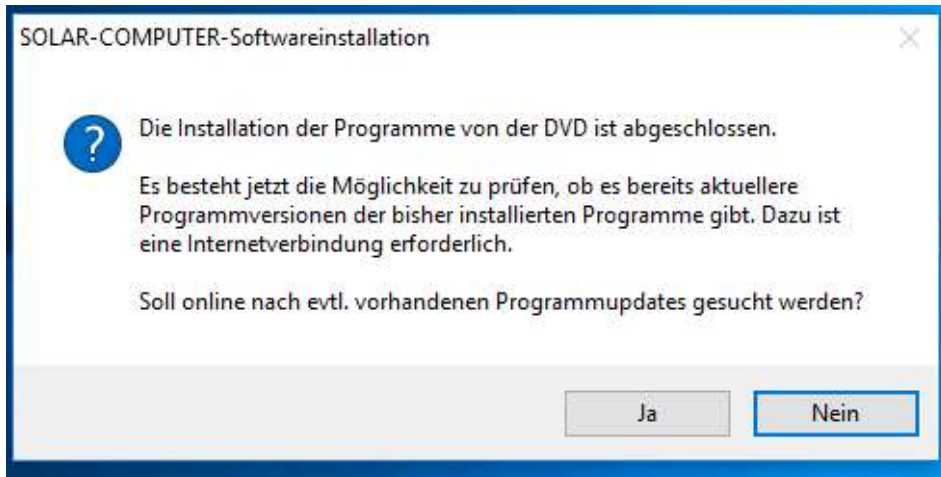 SOLAR-COMPUTER-Softwareinstallation
Die Installation der Programme von der DVD ist abgeschlossen.
Es besteht jetzt die Möglichkeit zu prüfen, ob es bereits aktuellere
Programmversionen der bisher installierten Programme gibt. Dazu ist
eine Internetverbindung erforderlich.
Soll online nach evtl. vorhandenen Programmupdates gesucht werden?
Ja Nein